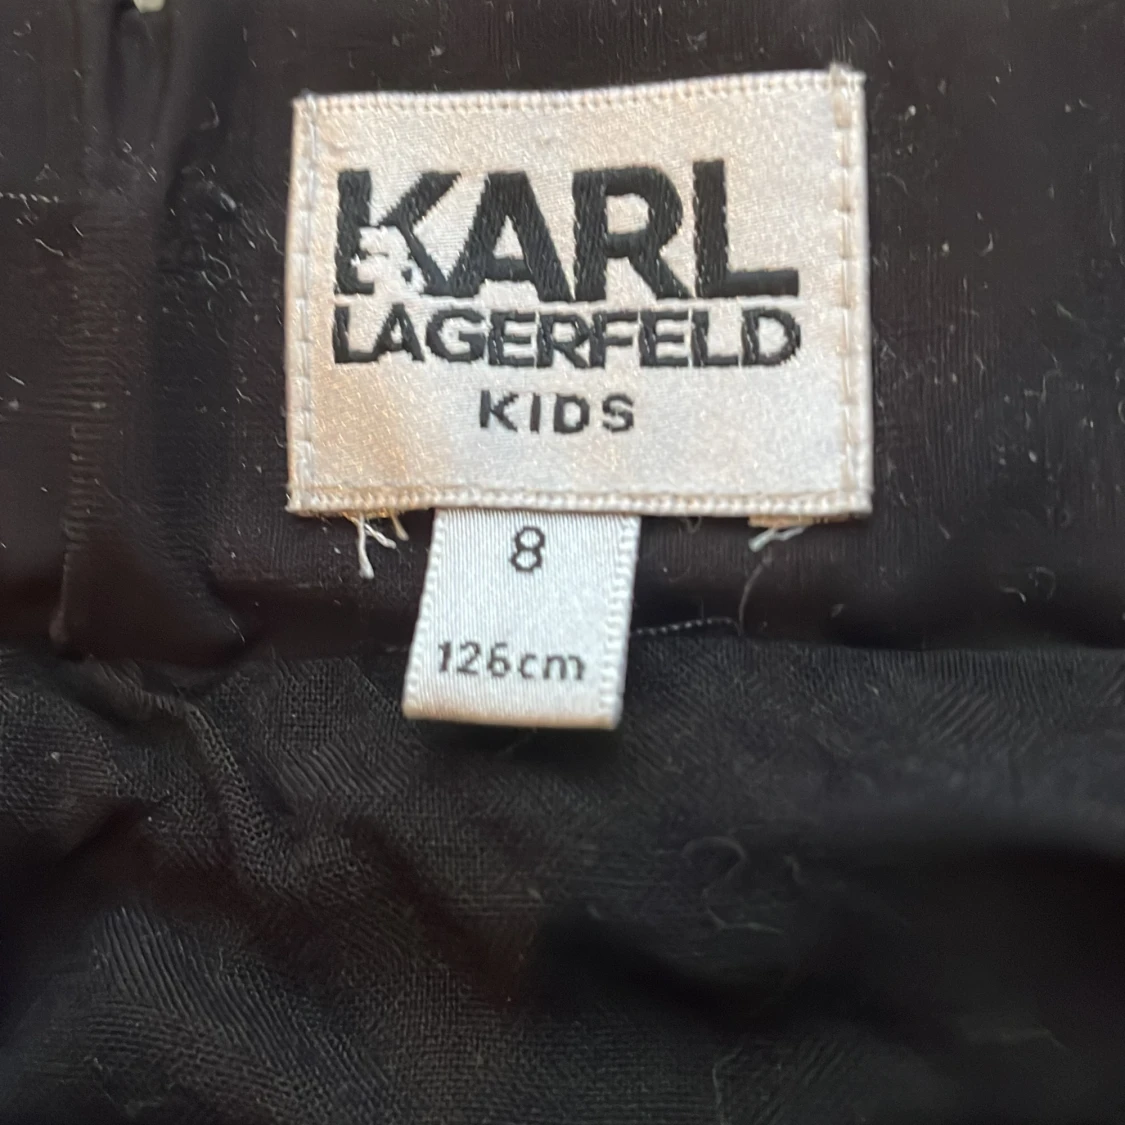 KARL
LAGERFELD
KIDS
8
126cm